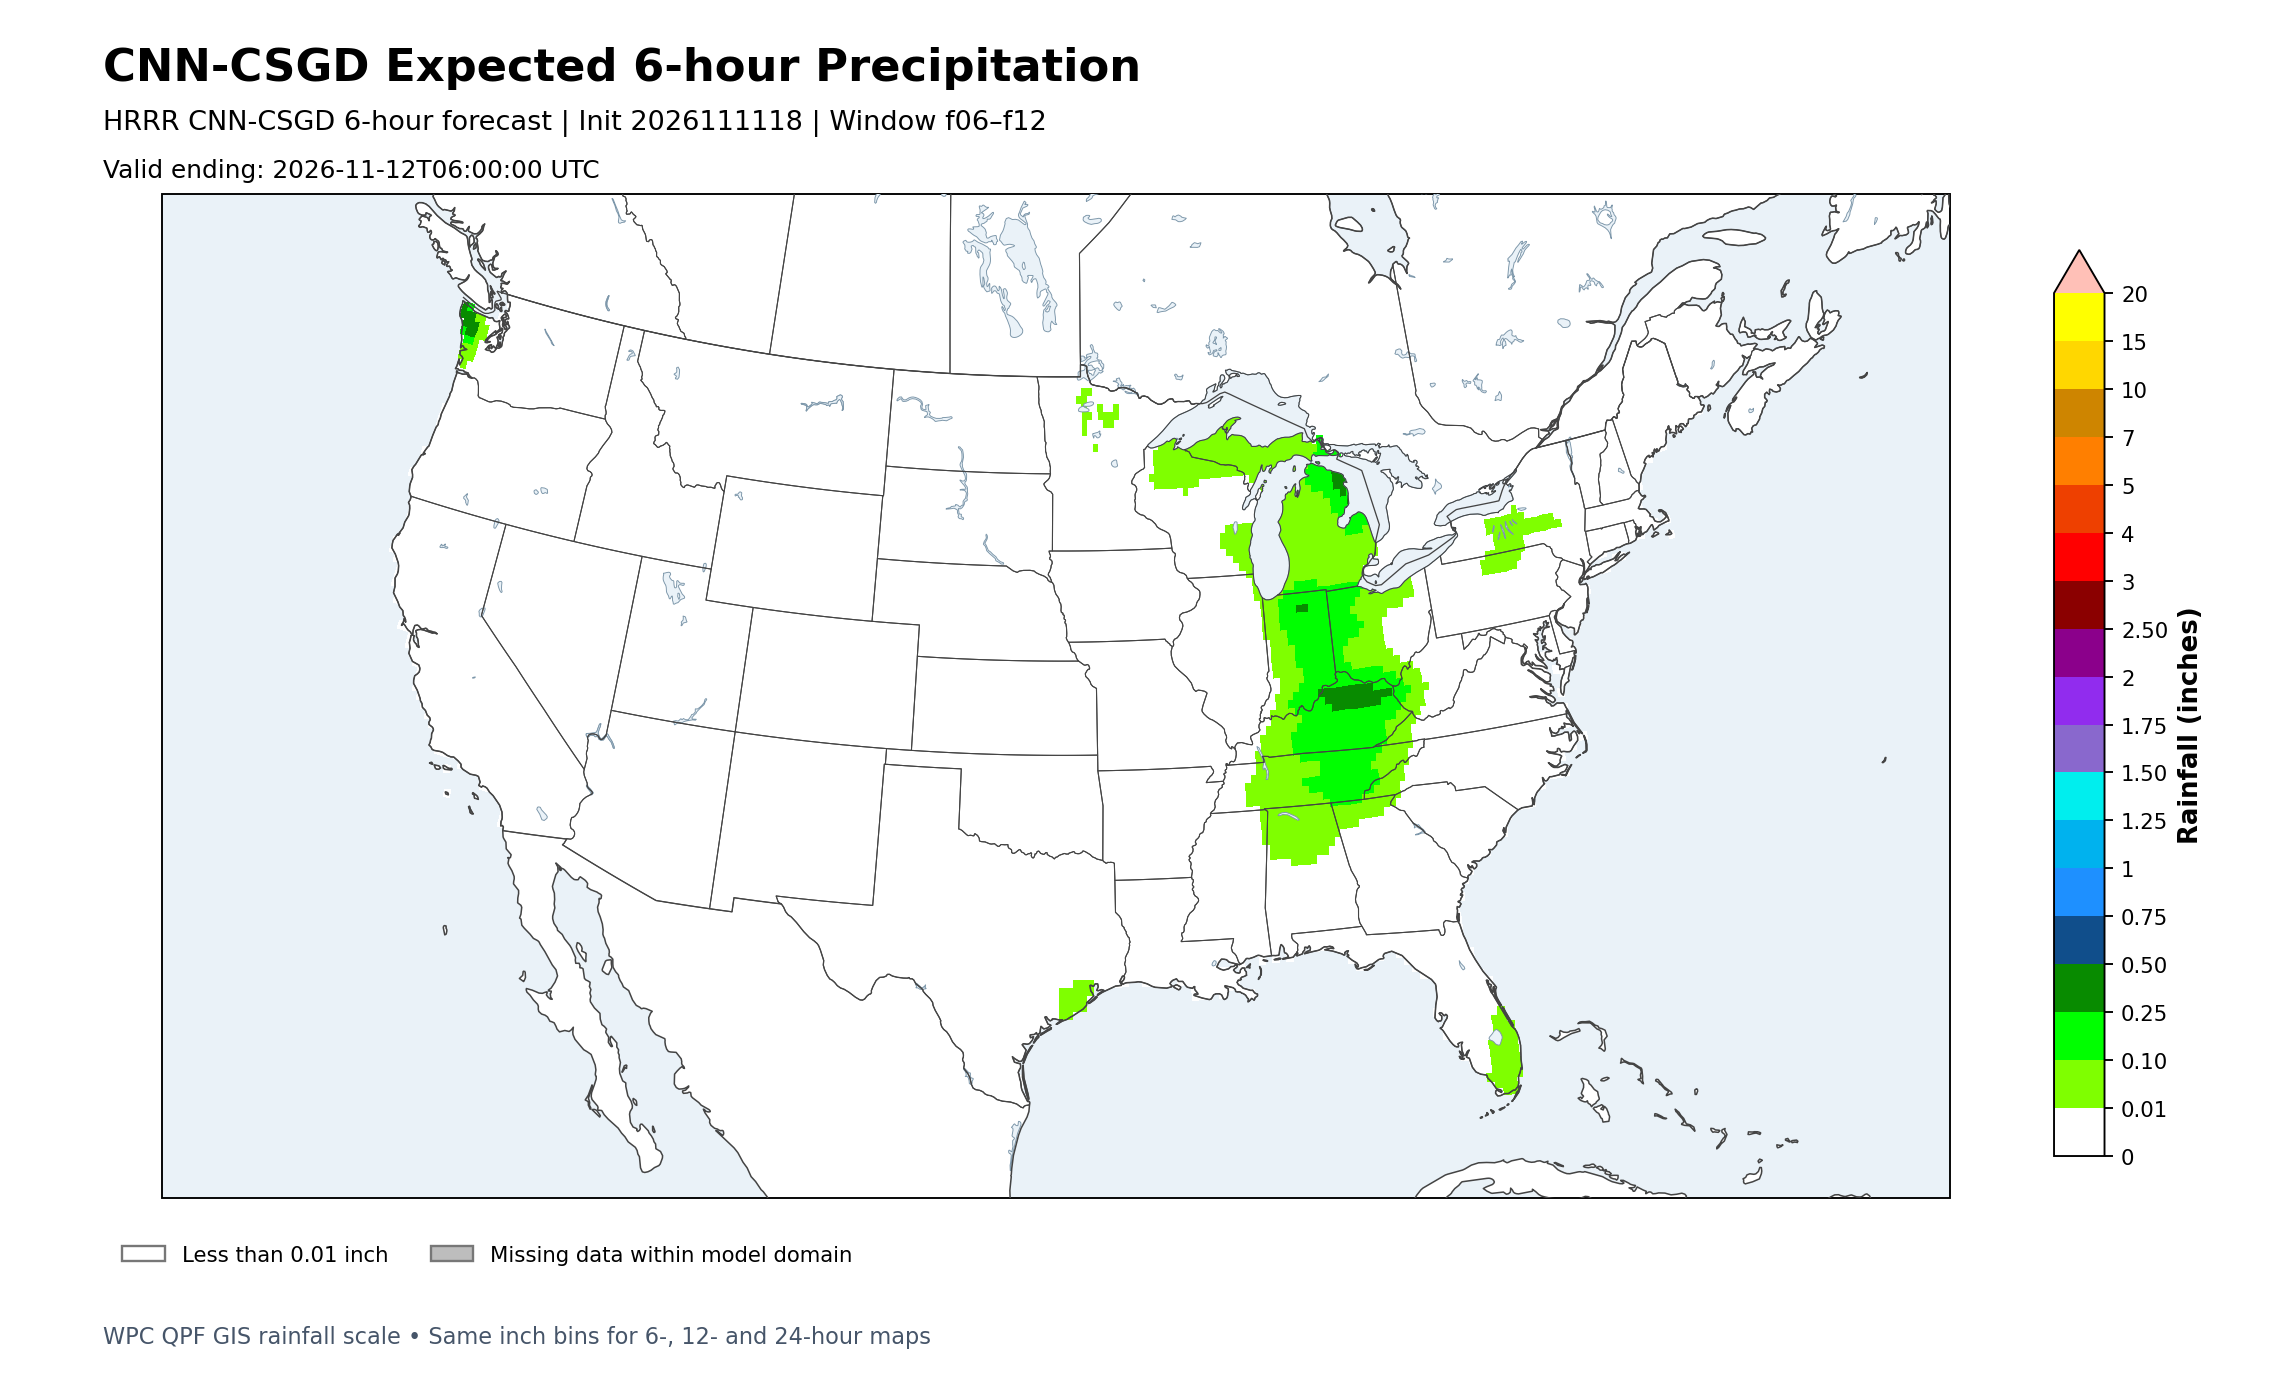 CNN-CSGD Expected 6-hour Precipitation
HRRR CNN-CSGD 6-hour forecast | Init 2026111118 | Window f06–f12
Valid ending: 2026-11-12T06:00:00 UTC
20
15
10
7
5
4
3
2.50
2
1.75
1.50
1.25
1
0.75
0.50
0.25
0.10
0.01
0
Rainfall (inches)
Less than 0.01 inch
Missing data within model domain
WPC QPF GIS rainfall scale • Same inch bins for 6-, 12- and 24-hour maps